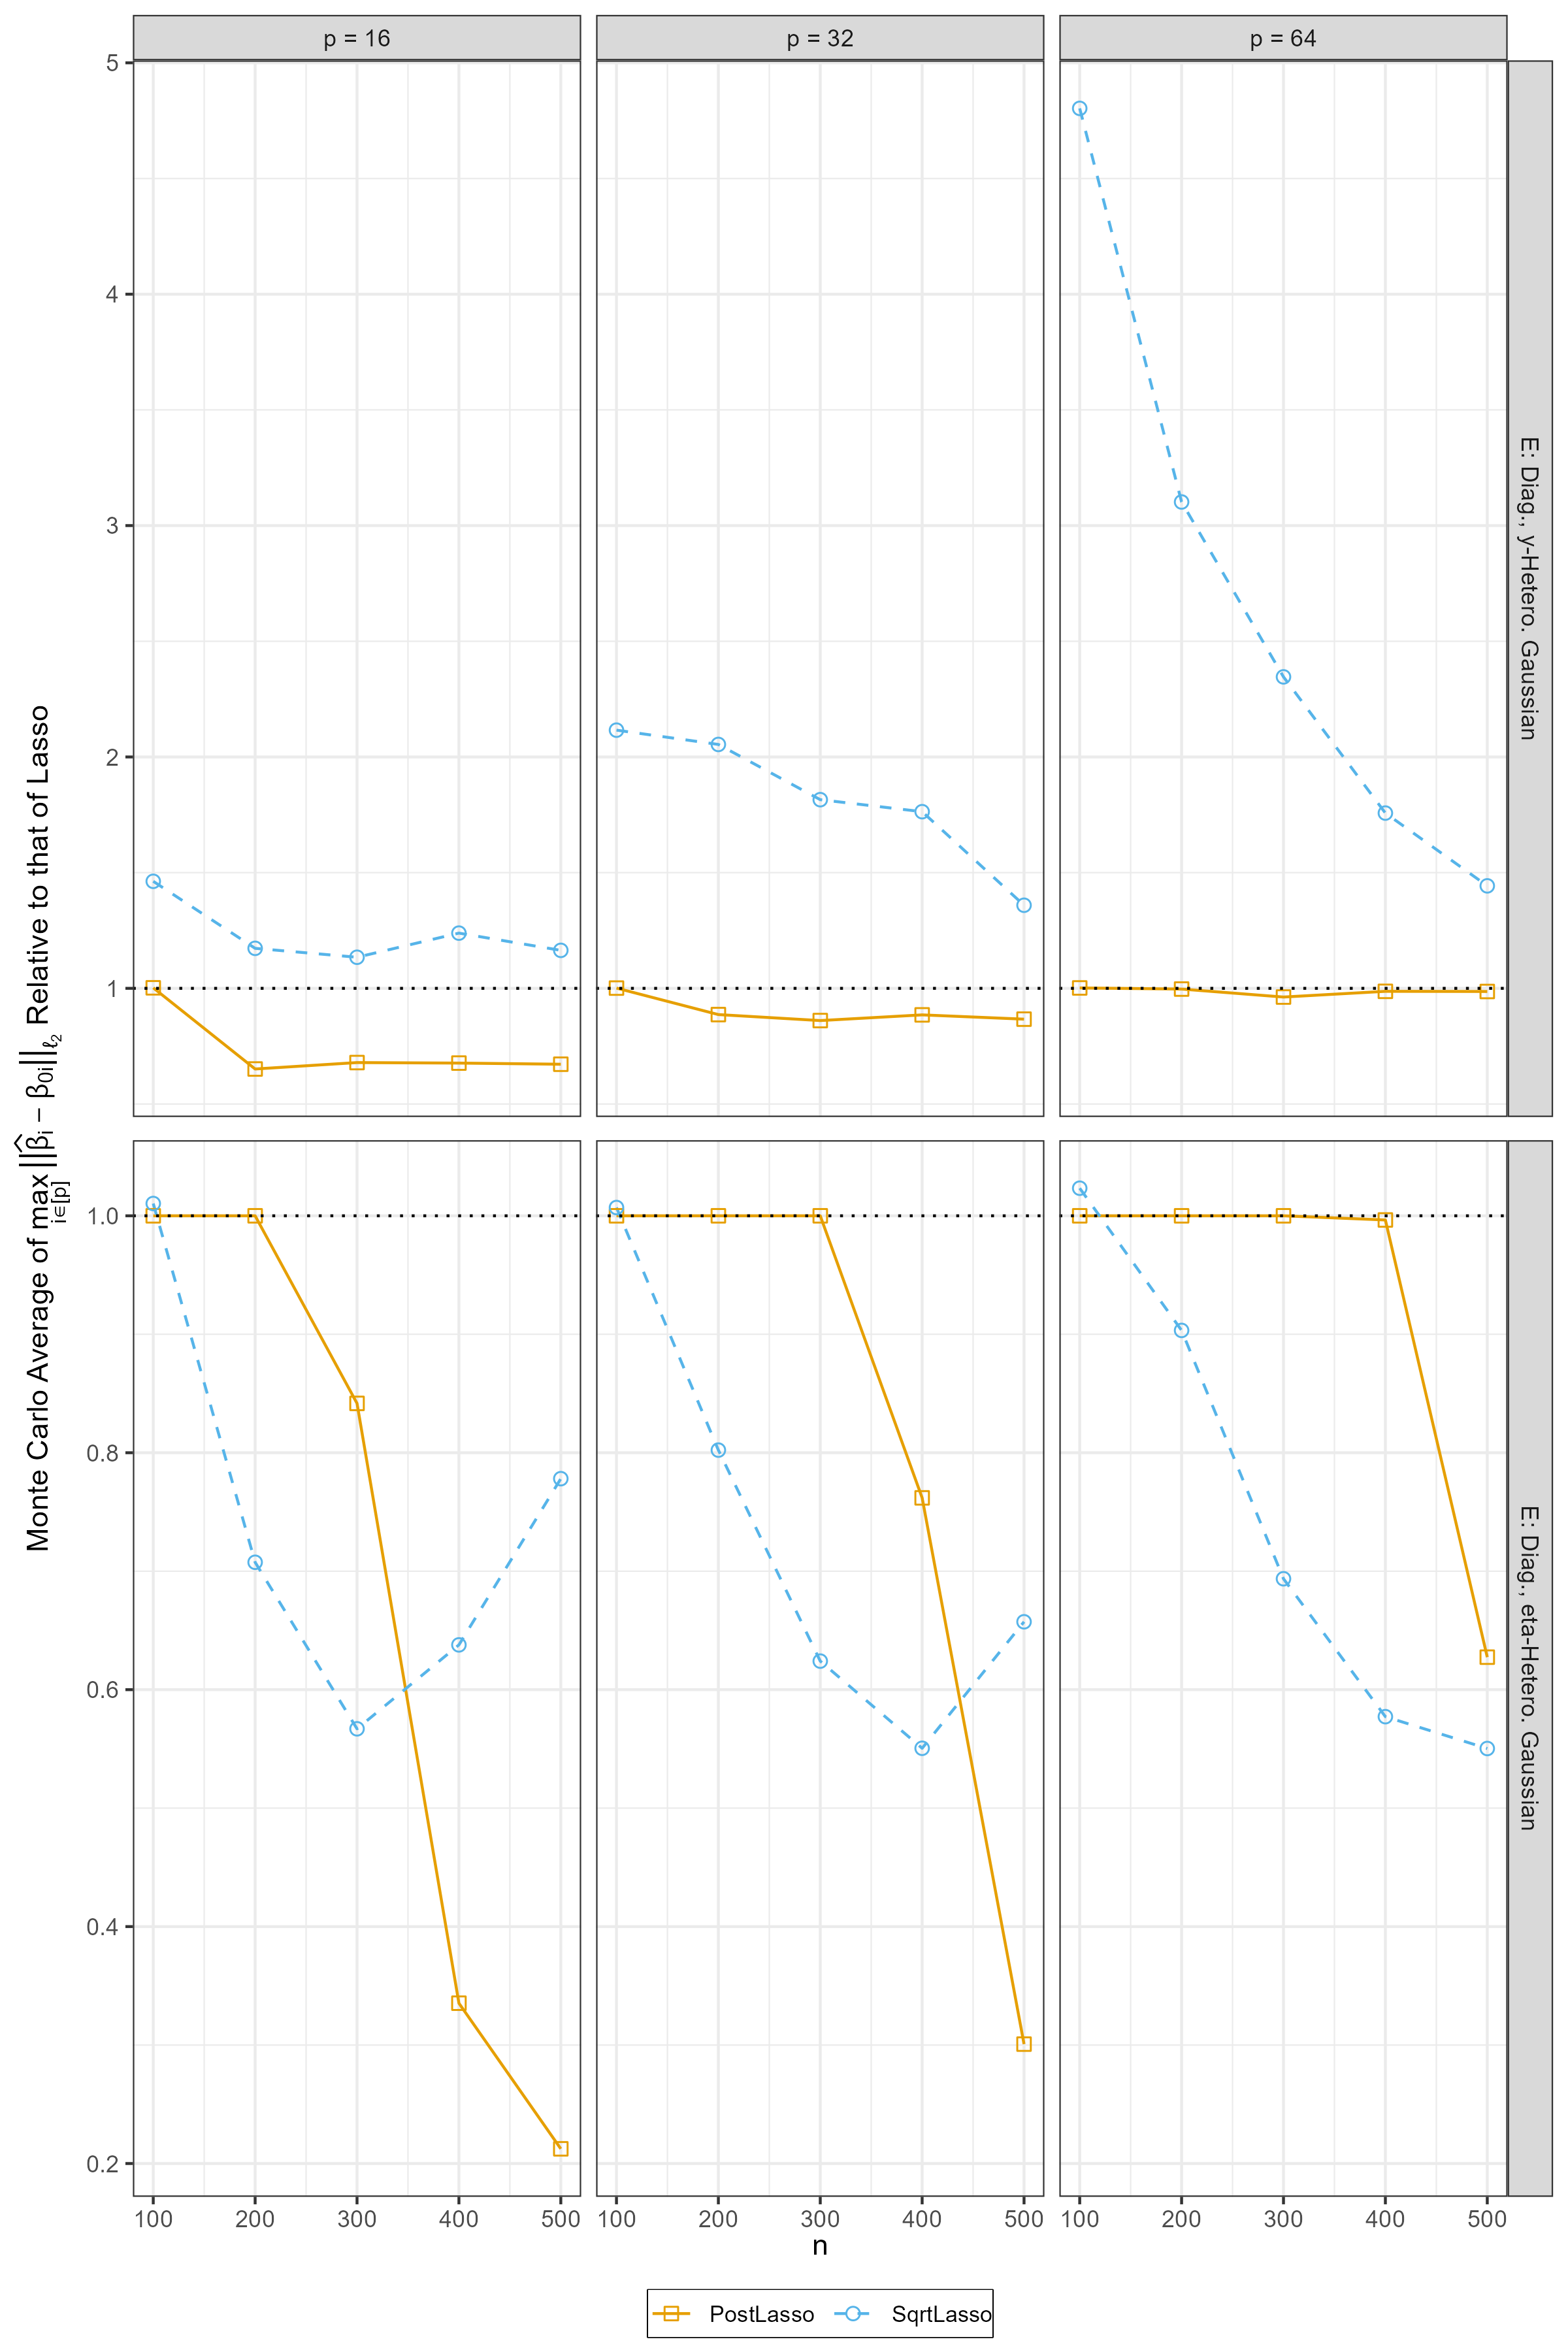 p = 16
p = 32
p = 64
5
4
3
2
1
E: Diag., y-Hetero. Gaussian
Monte Carlo Average of max i∈[p] ||β̂i − β0i||ℓ2 Relative to that of Lasso
1.0
0.8
0.6
0.4
0.2
E: Diag., eta-Hetero. Gaussian
100 200 300 400 500
100 200 300 400 500
100 200 300 400 500
n
PostLasso
SqrtLasso